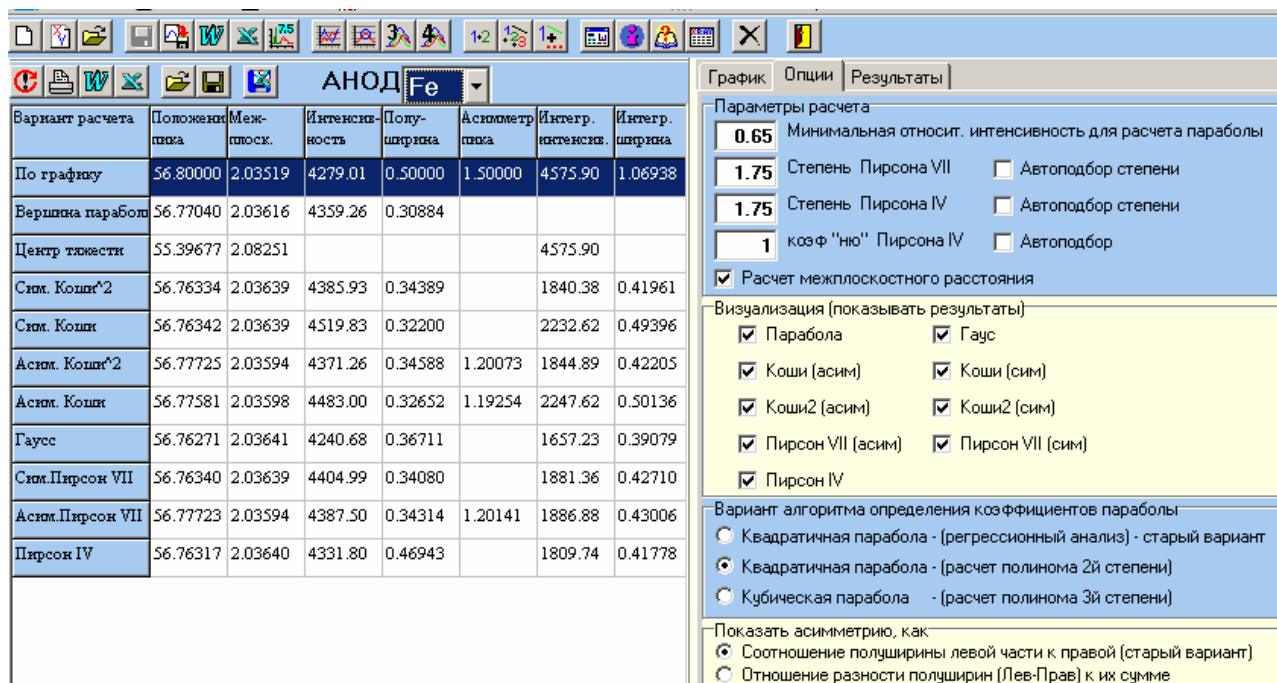 7.5
1+2
АНОД Fe
График Опции Результаты
Вариант расчета Положени пика Меж-плоск. Интенсив-ность Полу-ширина Асимметр пика Интегр. интенсив. Интегр. ширина
По графику 56.80000 2.03519 4279.01 0.50000 1.50000 4575.90 1.06938
Вершина парабол 56.77040 2.03616 4359.26 0.30884
Центр тяжести 55.39677 2.08251 4575.90
Сим. Коши^2 56.76334 2.03639 4385.93 0.34389 1840.38 0.41961
Сим. Коши 56.76342 2.03639 4519.83 0.32200 2232.62 0.49396
Асим. Коши^2 56.77725 2.03594 4371.26 0.34588 1.20073 1844.89 0.42205
Асим. Коши 56.77581 2.03598 4483.00 0.32652 1.19254 2247.62 0.50136
Гаусс 56.76271 2.03641 4240.68 0.36711 1657.23 0.39079
Сим.Пирсон VII 56.76340 2.03639 4404.99 0.34080 1881.36 0.42710
Асим.Пирсон VII 56.77723 2.03594 4387.50 0.34314 1.20141 1886.88 0.43006
Пирсон IV 56.76317 2.03640 4331.80 0.46943 1809.74 0.41778
Параметры расчета
0.65 Минимальная относит. интенсивность для расчета параболы
1.75 Степень Пирсона VII Автоподбор степени
1.75 Степень Пирсона IV Автоподбор степени
1 коэф "ню" Пирсона IV Автоподбор
Расчет межплоскостного расстояния
Визуализация (показывать результаты)
Парабола Гаус
Коши (асим) Коши (сим)
Коши2 (асим) Коши2 (сим)
Пирсон VII (асим) Пирсон VII (сим)
Пирсон IV
Вариант алгоритма определения коэффициентов параболы
Квадратичная парабола - (регрессионный анализ) - старый вариант
Квадратичная парабола - (расчет полинома 2й степени)
Кубическая парабола - (расчет полинома 3й степени)
Показать асимметрию, как
Соотношение полуширины левой части к правой (старый вариант)
Отношение разности полуширин (Лев-Прав) к их сумме